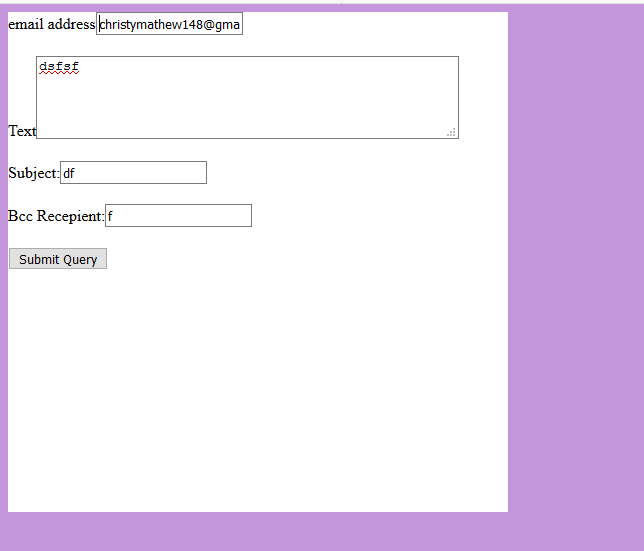 email address christymathew148@gma
dsfsf
Text
Subject: df
Bcc Recepient: f
Submit Query